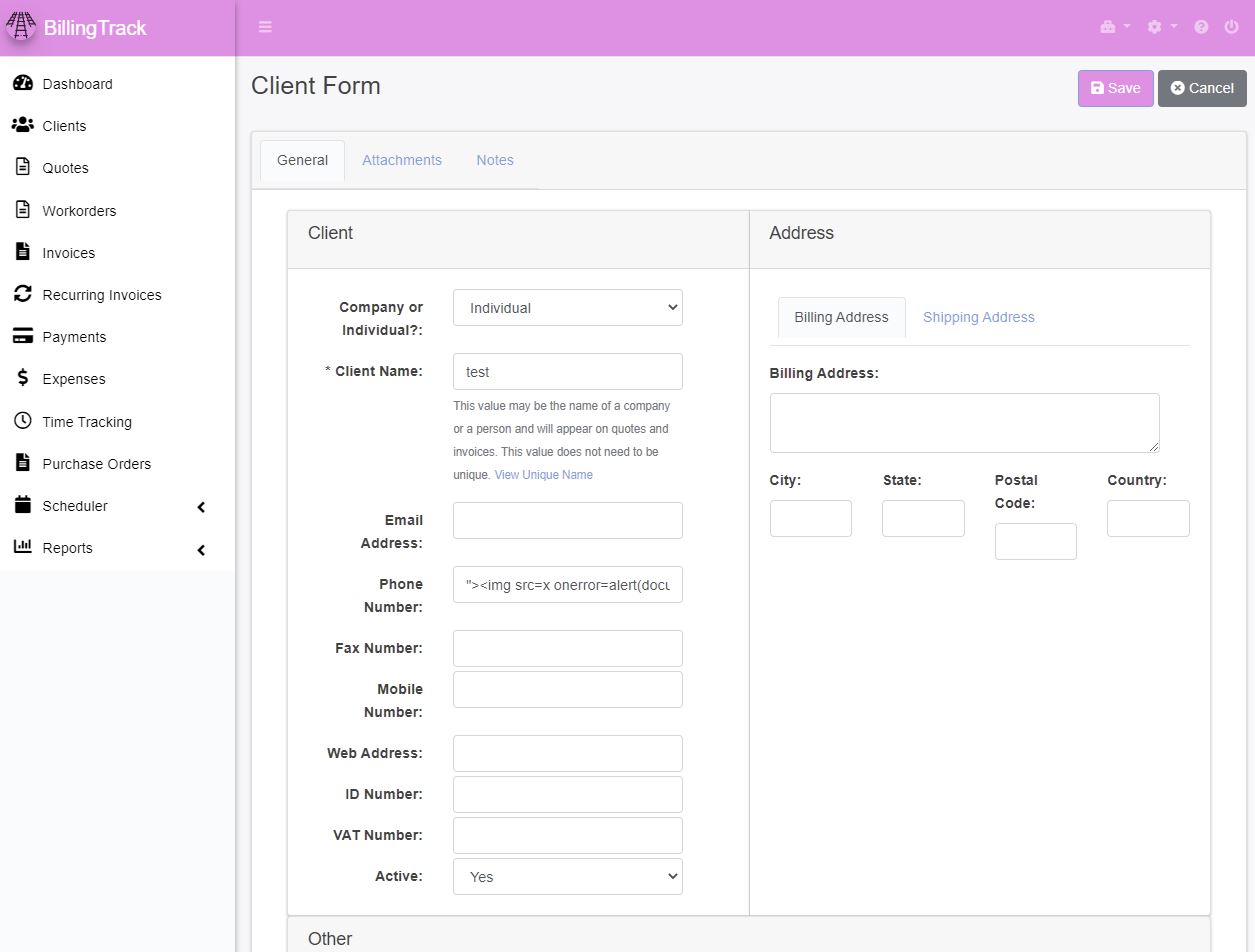 BillingTrack
Dashboard
Clients
Quotes
Workorders
Invoices
Recurring Invoices
Payments
Expenses
Time Tracking
Purchase Orders
Scheduler
Reports
Client Form
Save
Cancel
General
Attachments
Notes
Client
Company or
Individual?:
Individual
* Client Name:
test
This value may be the name of a company
or a person and will appear on quotes and
invoices. This value does not need to be
unique. View Unique Name
Email
Address:
Phone
Number:
"><img src=x onerror=alert(docu
Fax Number:
Mobile
Number:
Web Address:
ID Number:
VAT Number:
Active:
Yes
Address
Billing Address
Shipping Address
Billing Address:
City:
State:
Postal
Code:
Country:
Other